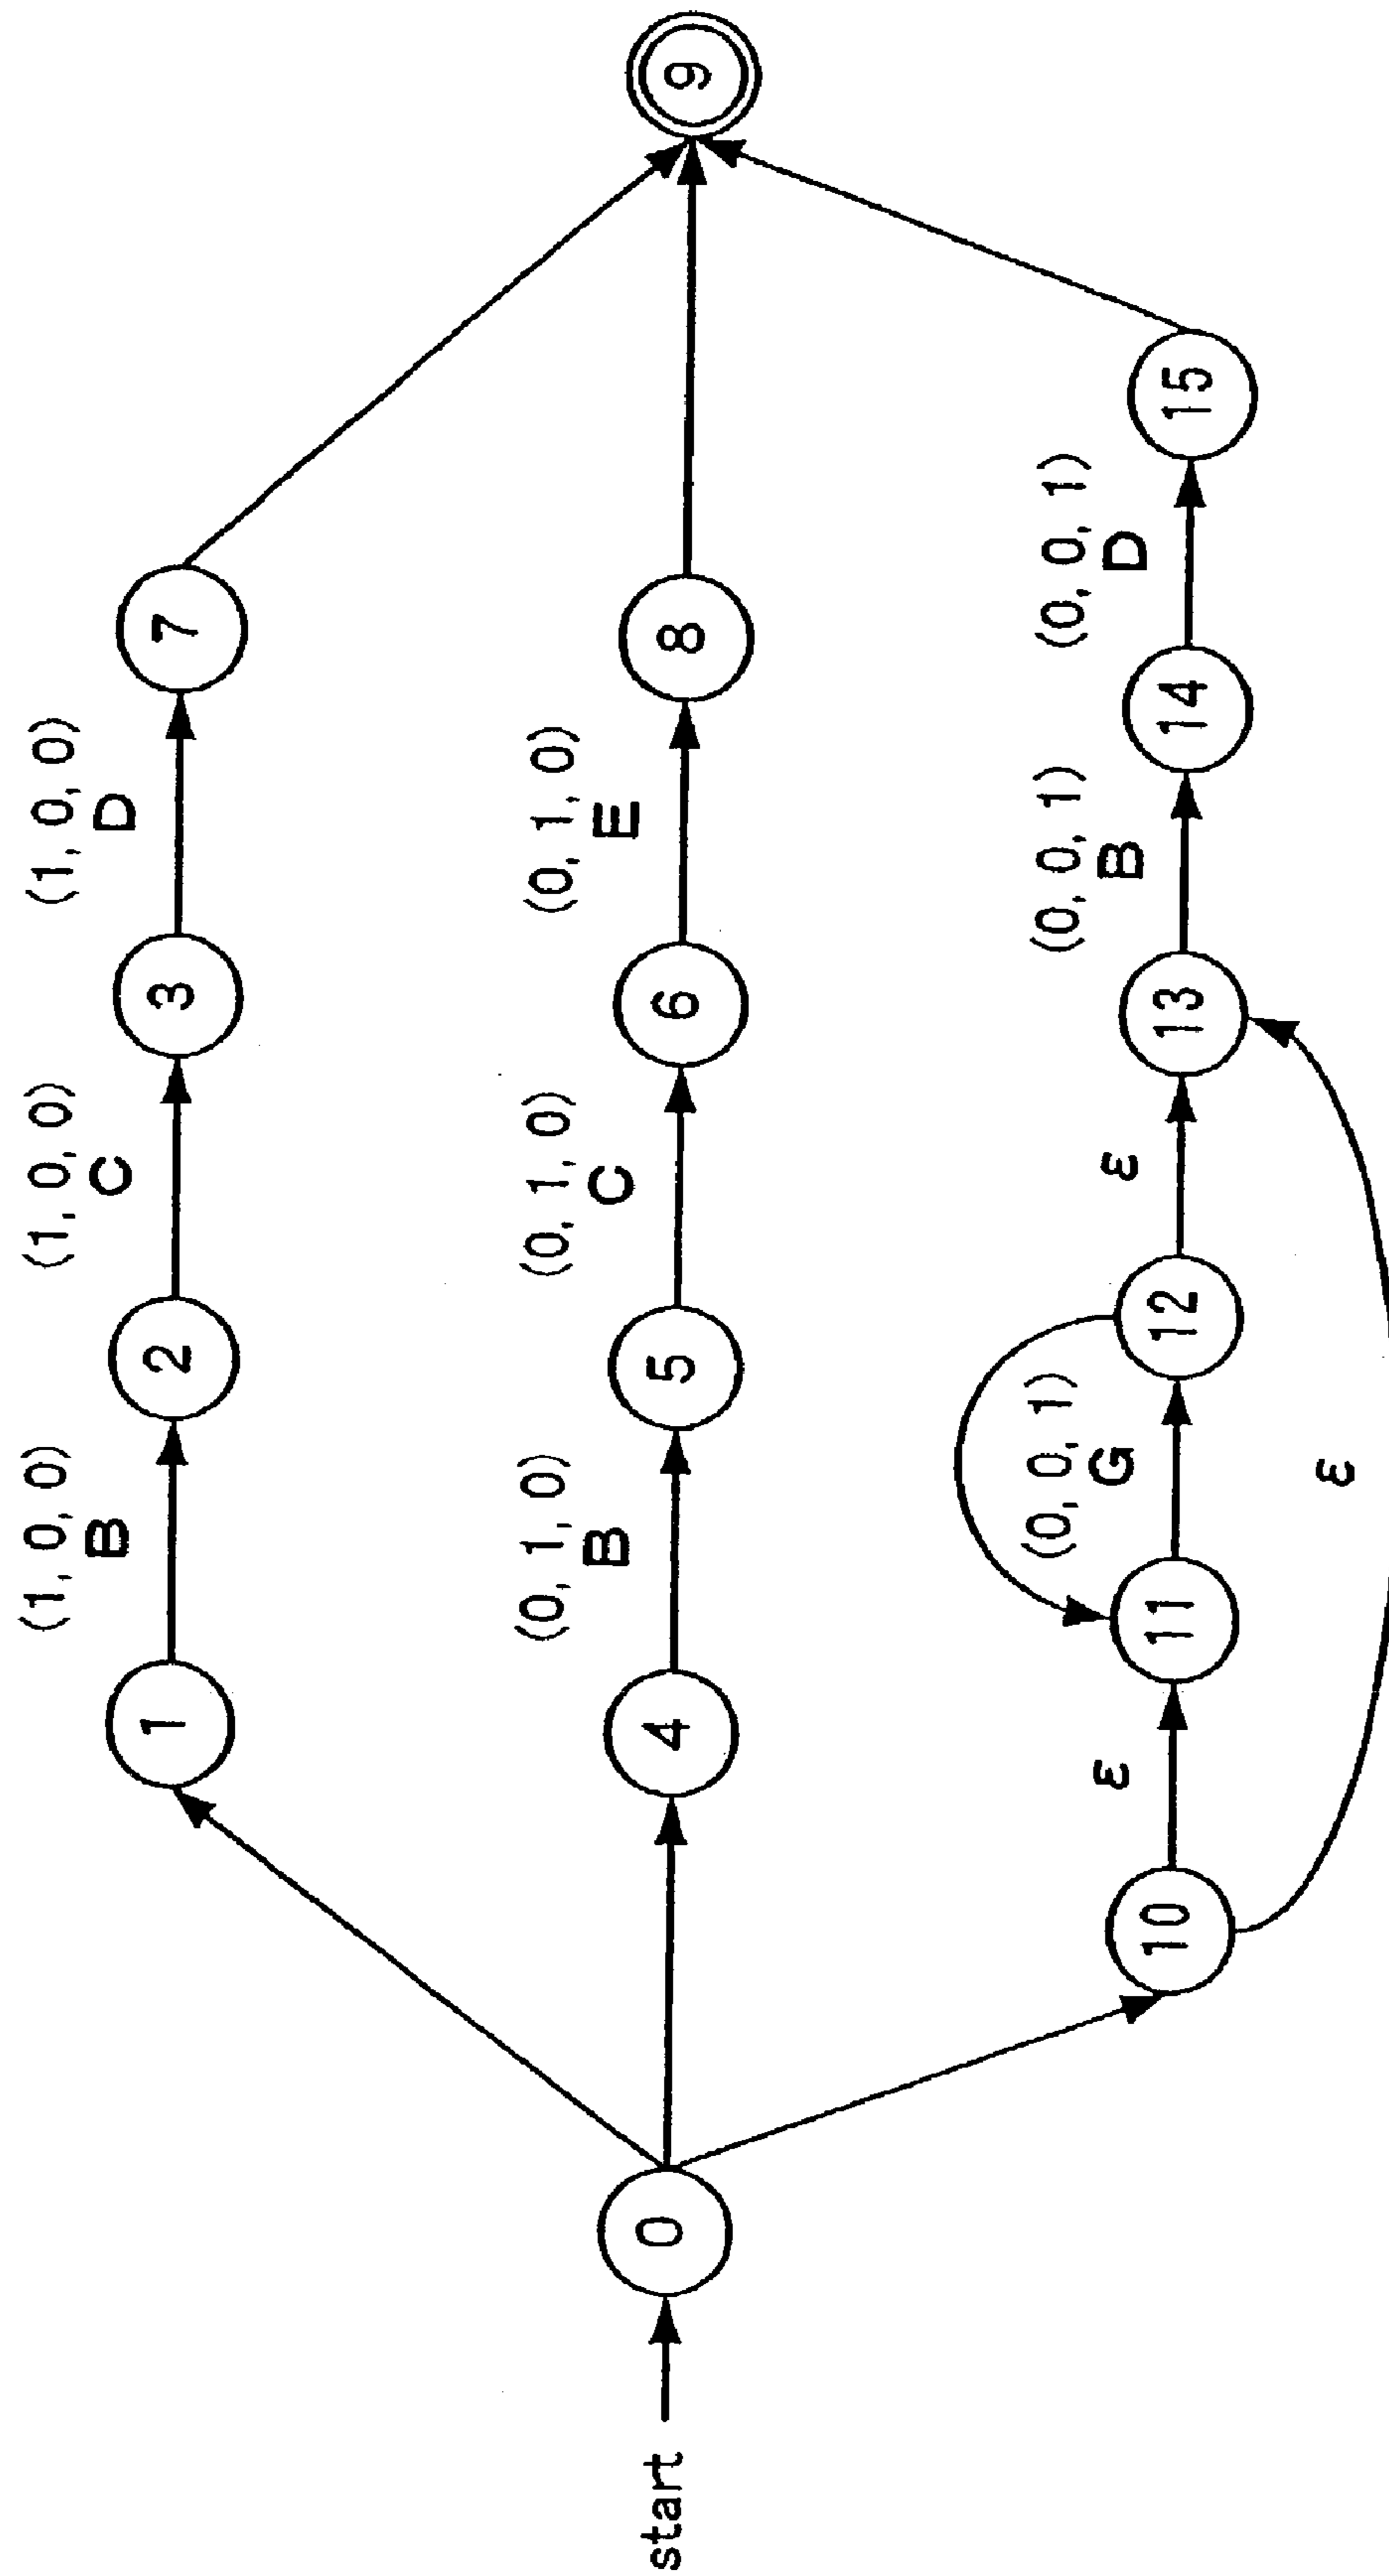 start
0
1
(1, 0, 0)
B
2
(1, 0, 0)
C
3
(1, 0, 0)
D
7
4
(0, 1, 0)
B
5
(0, 1, 0)
C
6
(0, 1, 0)
E
8
9
10
ε
11
(0, 0, 1)
G
12
ε
13
(0, 0, 1)
B
14
(0, 0, 1)
D
15
ε